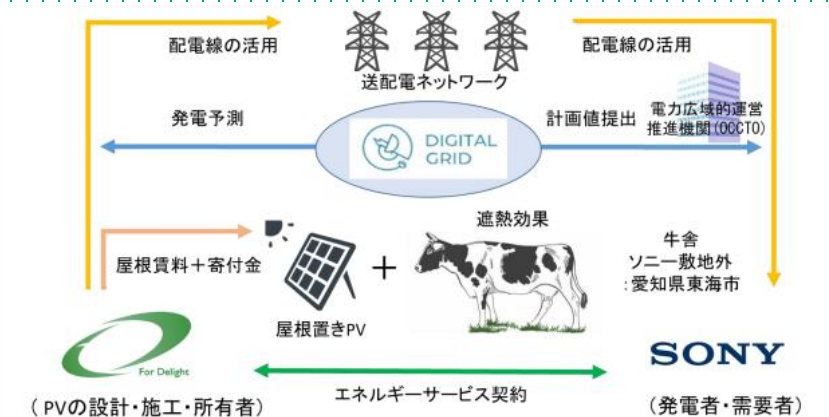 配電線の活用
配電線の活用
送配電ネットワーク
発電予測
DIGITAL
GRID
計画値提出
電力広域的運営
推進機関(OCCTO)
遮熱効果
屋根賃料+寄付金
+
牛舎
ソニー敷地外
:愛知県東海市
屋根置きPV
For Delight
SONY
エネルギーサービス契約
(PVの設計・施工・所有者)
(発電者・需要者)